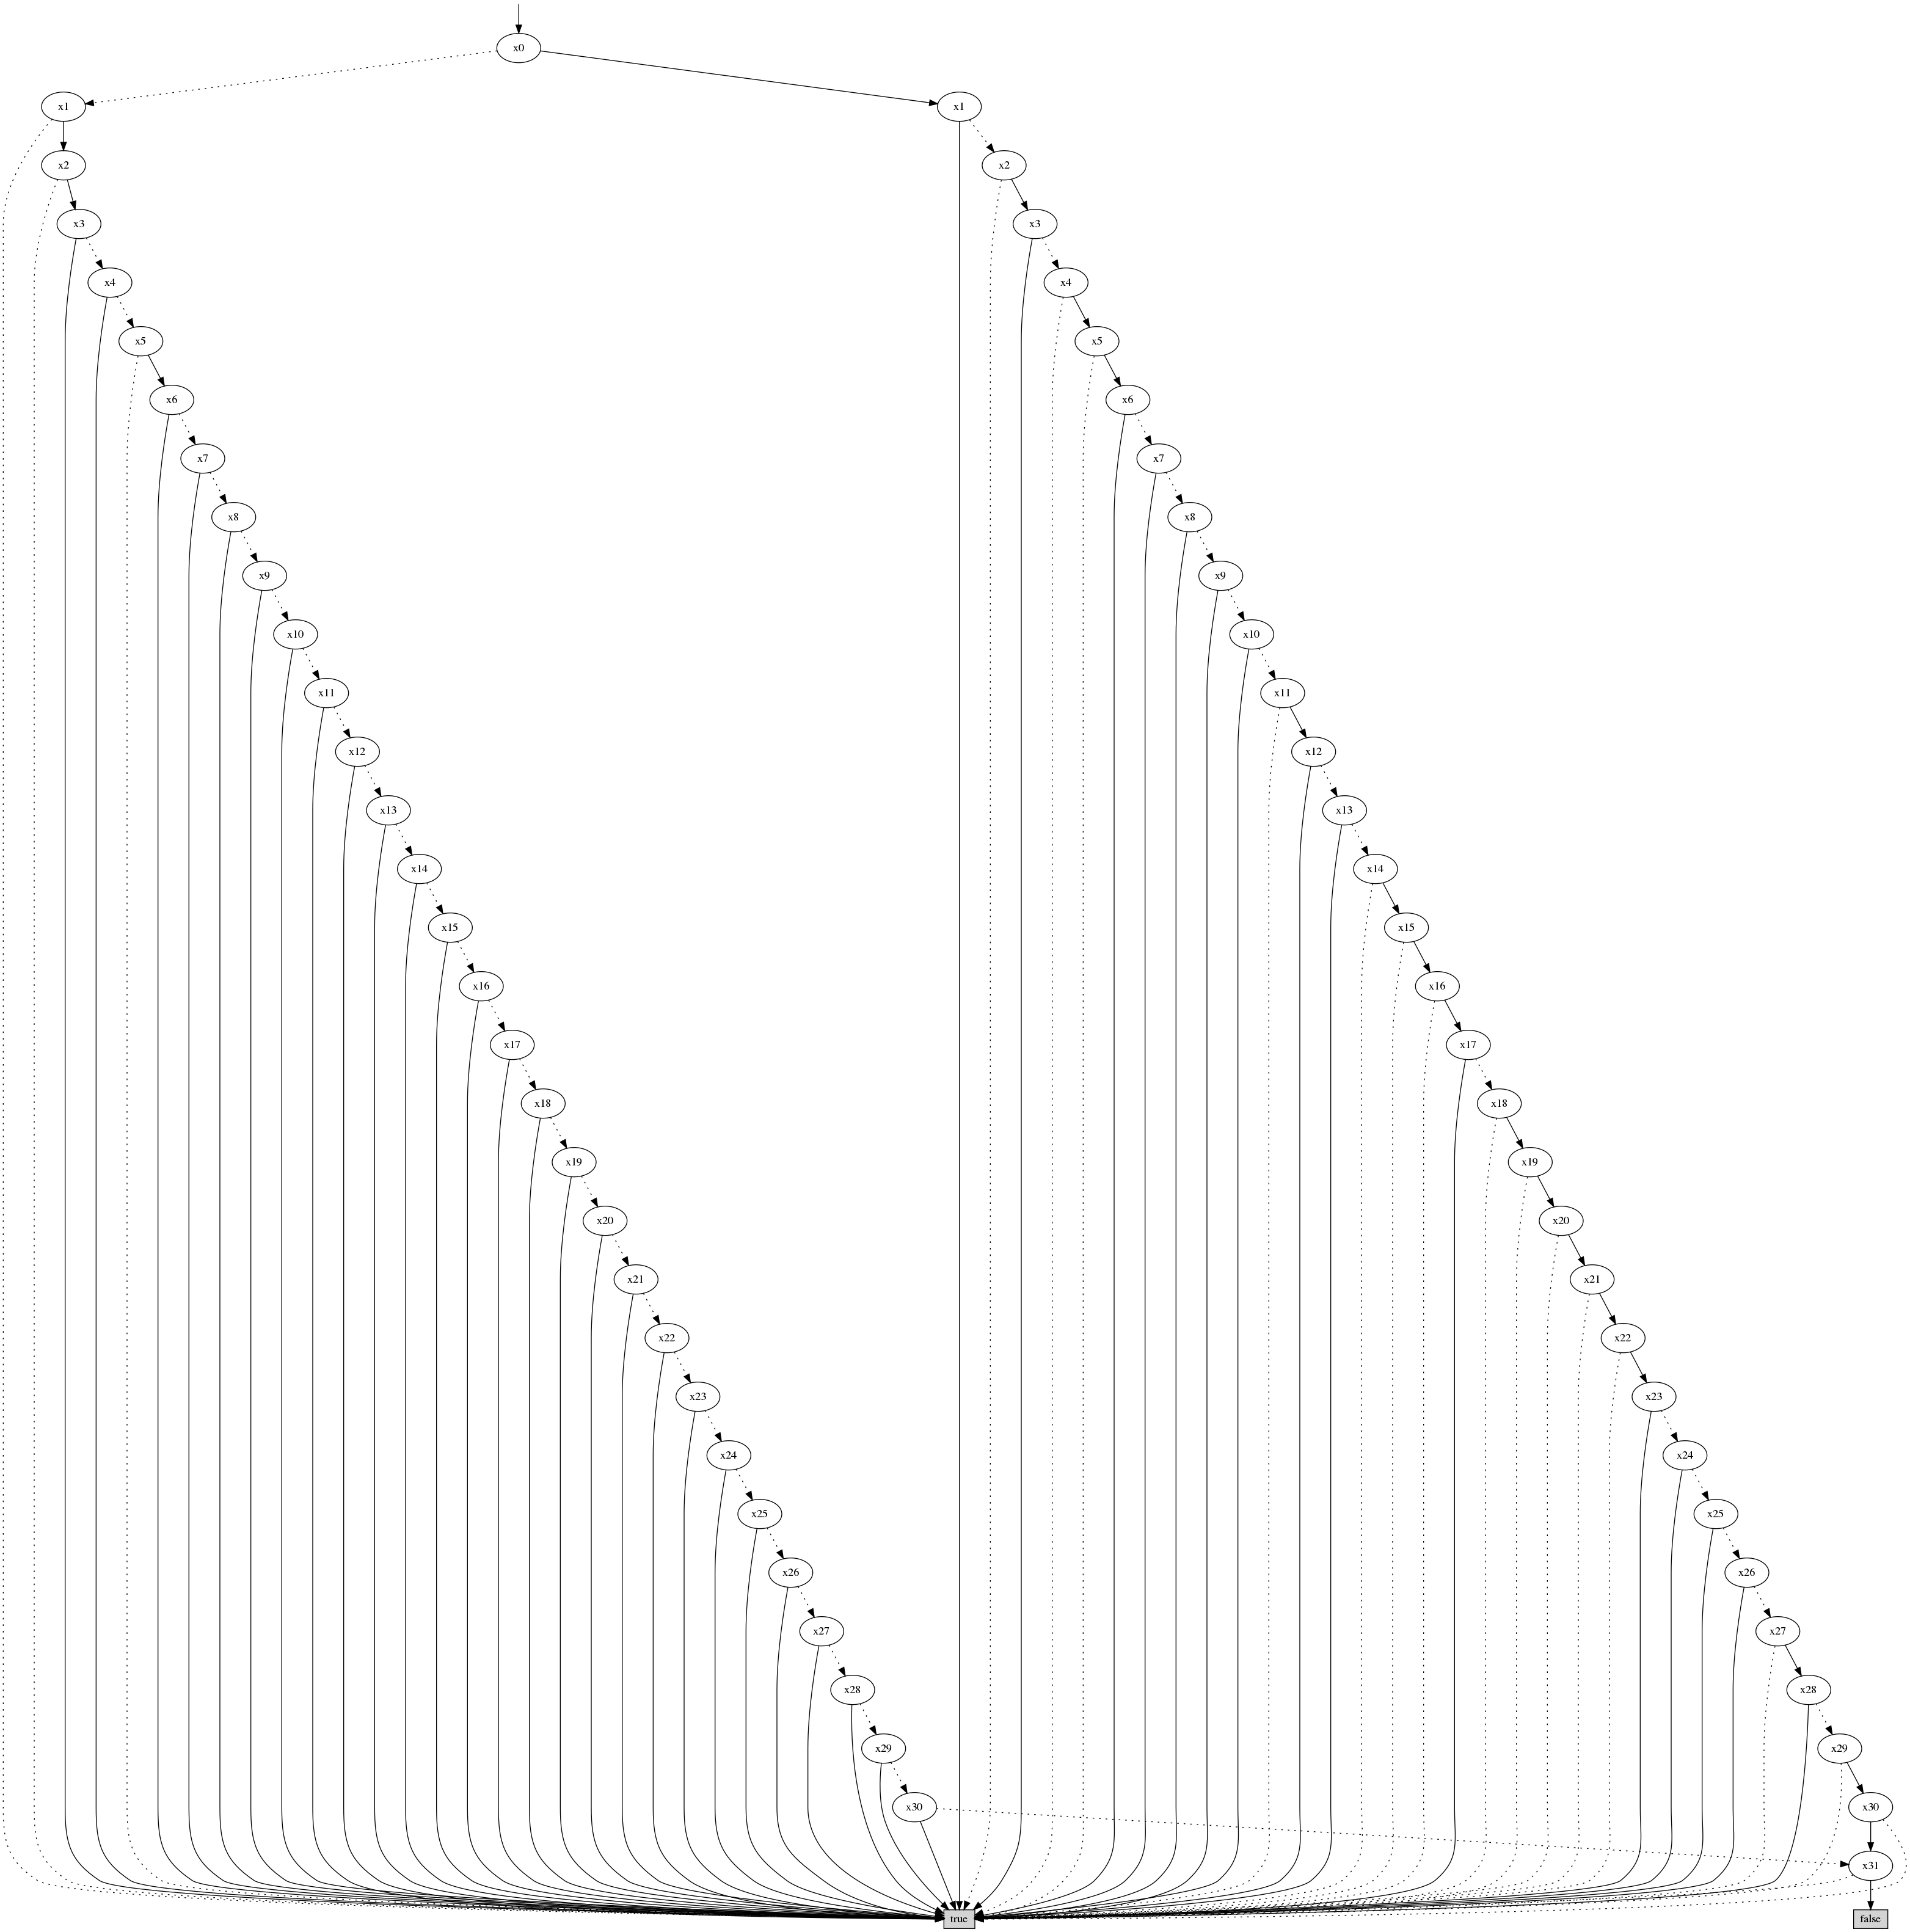 x0
x1 x1
x2 x2
x3 x3
x4 x4
x5 x5
x6 x6
x7 x7
x8 x8
x9 x9
x10 x10
x11 x11
x12 x12
x13 x13
x14 x14
x15 x15
x16 x16
x17 x17
x18 x18
x19 x19
x20 x20
x21 x21
x22 x22
x23 x23
x24 x24
x25 x25
x26 x26
x27 x27
x28 x28
x29 x29
x30 x30
x31
true false